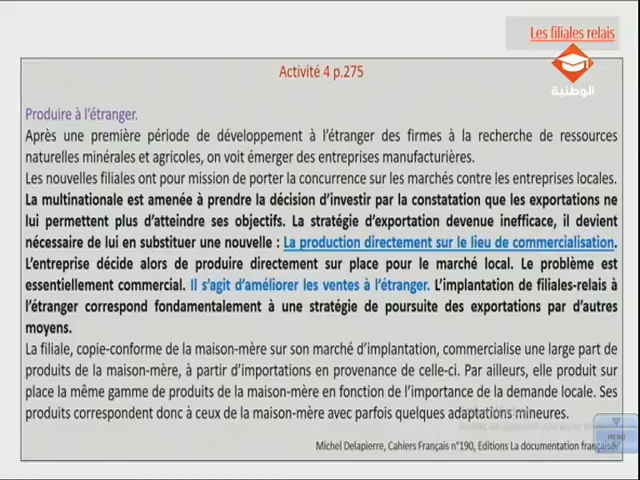 Les filiales relais
الوطنية
Activité 4 p.275
Produire à l'étranger.
Après une première période de développement à l'étranger des firmes à la recherche de ressources
naturelles minérales et agricoles, on voit émerger des entreprises manufacturières.
Les nouvelles filiales ont pour mission de porter la concurrence sur les marchés contre les entreprises locales.
La multinationale est amenée à prendre la décision d'investir par la constatation que les exportations ne
lui permettent plus d'atteindre ses objectifs. La stratégie d'exportation devenue inefficace, il devient
nécessaire de lui en substituer une nouvelle : La production directement sur le lieu de commercialisation.
L'entreprise décide alors de produire directement sur place pour le marché local. Le problème est
essentiellement commercial. Il s'agit d'améliorer les ventes à l'étranger. L'implantation de filiales-relais à
l'étranger correspond fondamentalement à une stratégie de poursuite des exportations par d'autres
moyens.
La filiale, copie-conforme de la maison-mère sur son marché d'implantation, commercialise une large part de
produits de la maison-mère, à partir d'importations en provenance de celle-ci. Par ailleurs, elle produit sur
place la même gamme de produits de la maison-mère en fonction de l'importance de la demande locale. Ses
produits correspondent donc à ceux de la maison-mère avec parfois quelques adaptations mineures.
MENU
Michel Delapierre, Cahiers Français n°190, Editions La documentation française